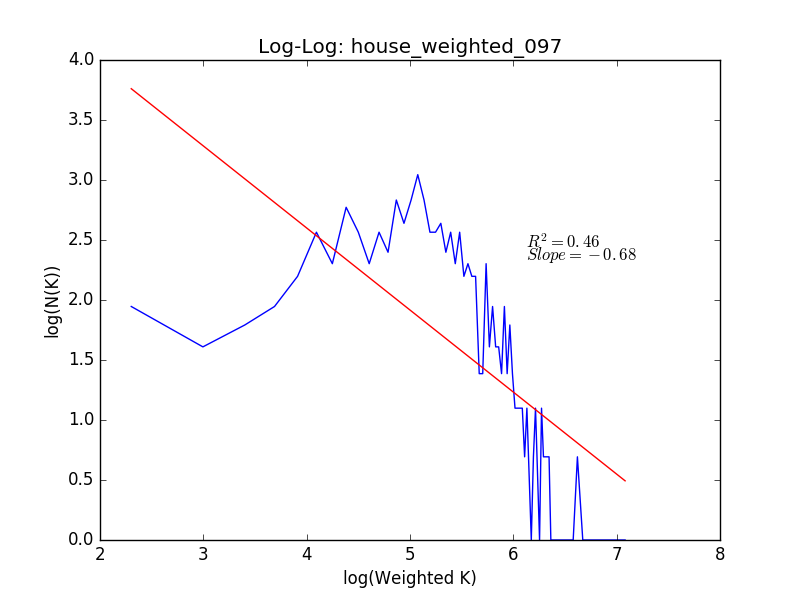 Log-Log: house_weighted_097
4.0
3.5
3.0
2.5
2.0
1.5
1.0
0.5
0.0
log(N(K))
R² = 0.46
Slope = −0.68
2 3 4 5 6 7 8
log(Weighted K)